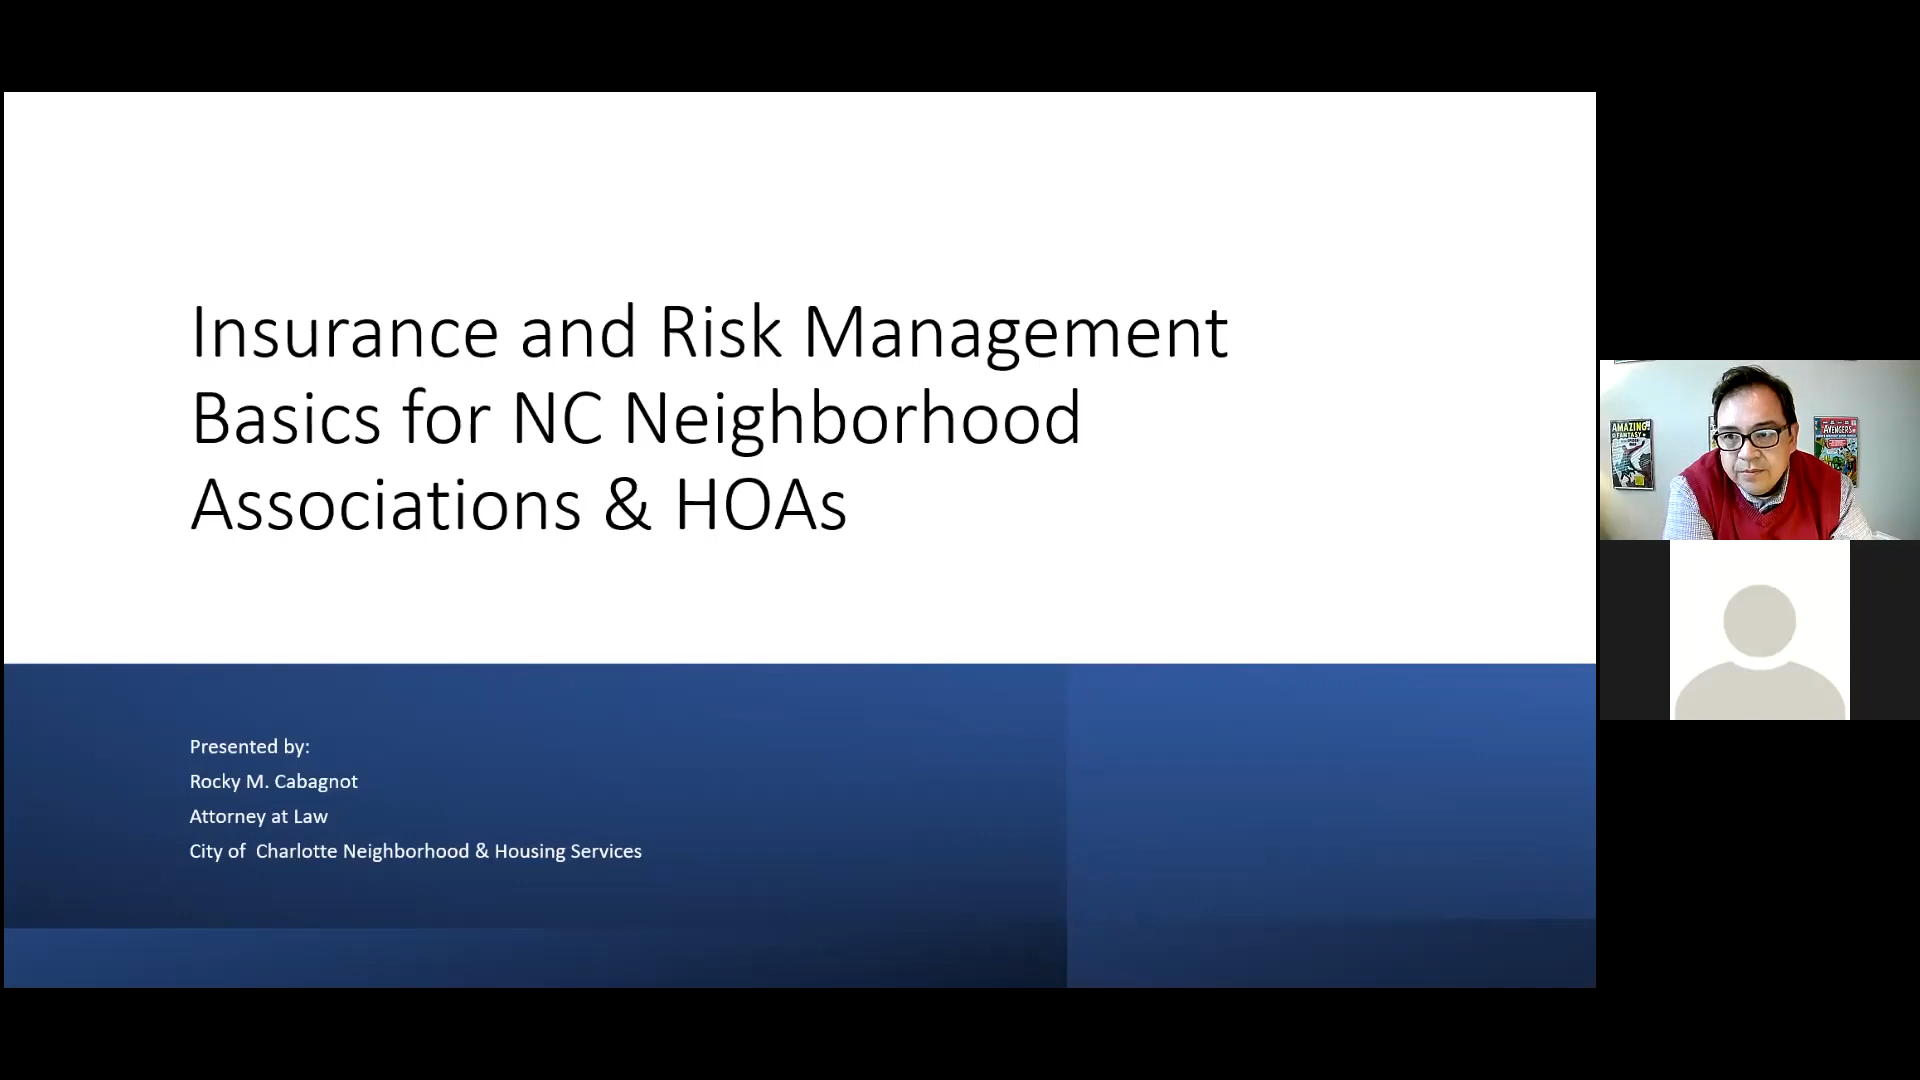 Insurance and Risk Management
Basics for NC Neighborhood
Associations & HOAs
Presented by:
Rocky M. Cabagnot
Attorney at Law
City of  Charlotte Neighborhood & Housing Services
AMAZING
FANTASY
AVENGERS